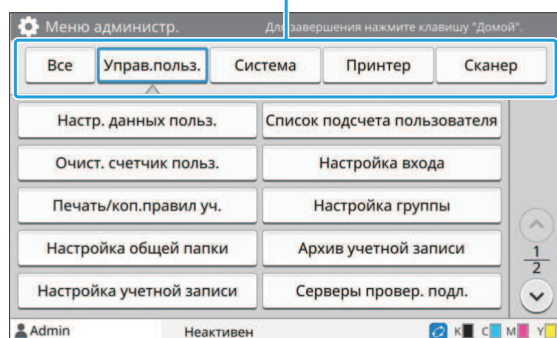 Меню администр. Для завершения нажмите клавишу "Домой".
Все Управ.польз. Система Принтер Сканер
Настр. данных польз. Список подсчета пользователя
Очист. счетчик польз. Настройка входа
Печать/коп.правил уч. Настройка группы
Настройка общей папки Архив учетной записи
1
2
Настройка учетной записи Серверы провер. подл.
Admin Неактивен K C M Y